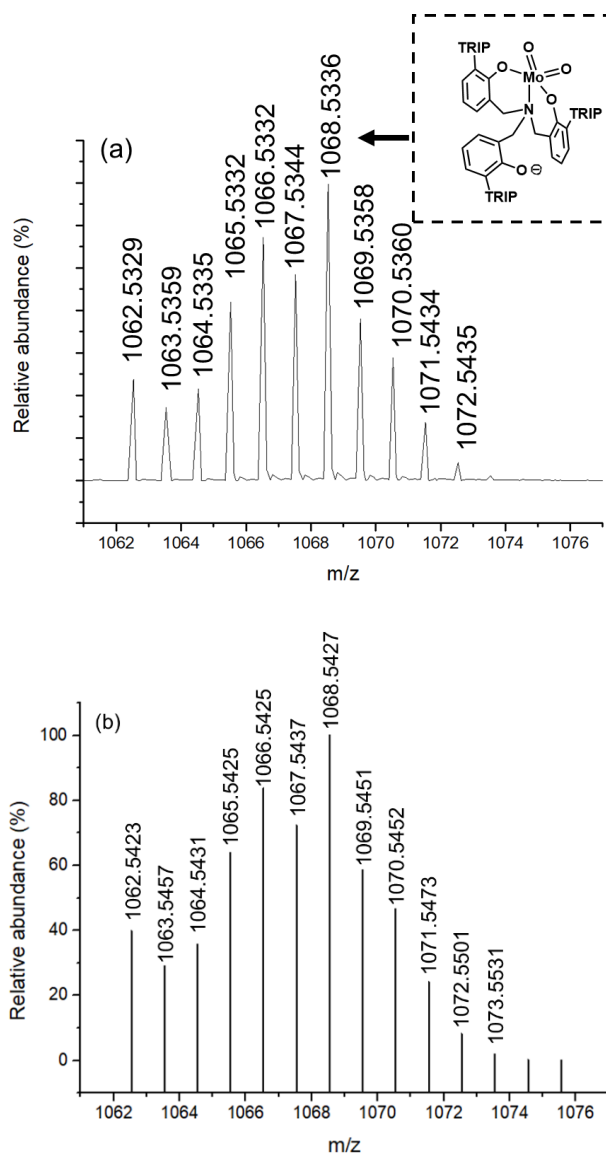 TRIP
O
O
Mo
O
O
N
TRIP
O ⊖
TRIP
(a)
1062.5329
1063.5359
1064.5335
1065.5332
1066.5332
1067.5344
1068.5336
1069.5358
1070.5360
1071.5434
1072.5435
Relative abundance (%)
1062 1064 1066 1068 1070 1072 1074 1076
m/z
(b)
1062.5423
1063.5457
1064.5431
1065.5425
1066.5425
1067.5437
1068.5427
1069.5451
1070.5452
1071.5473
1072.5501
1073.5531
Relative abundance (%)
100
80
60
40
20
0
1062 1064 1066 1068 1070 1072 1074 1076
m/z